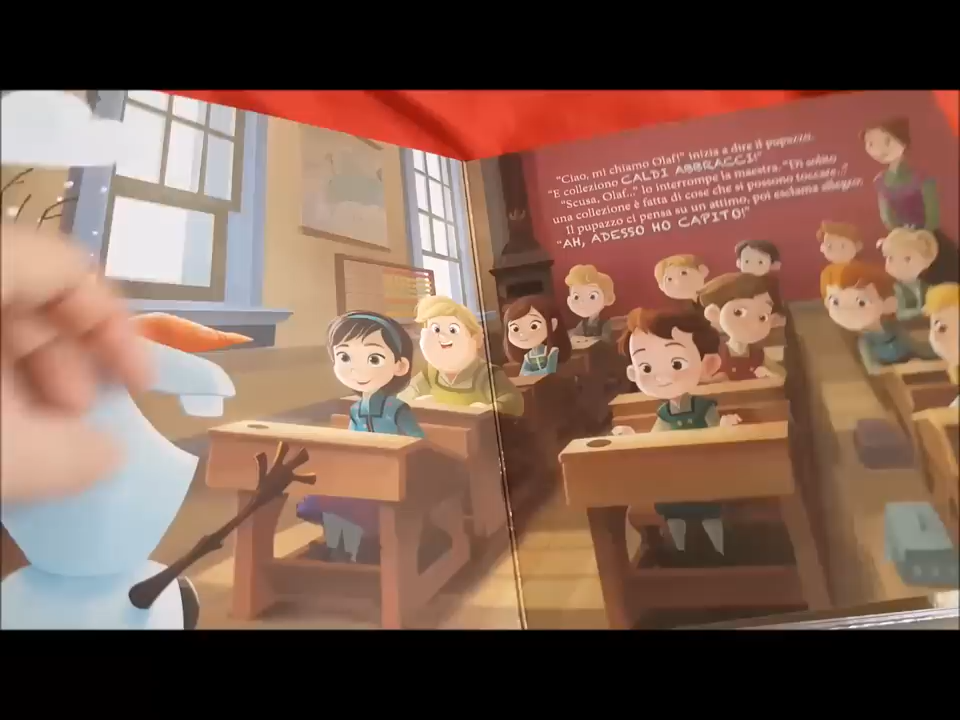 "Ciao, mi chiamo Olaf!" inizia a dire il pupazzo.
"E colleziono CALDI ABBRACCI!"
"Scusa, Olaf..." lo interrompe la maestra. "Di solito
una collezione è fatta di cose che si possono toccare..."
Il pupazzo ci pensa su un attimo, poi esclama allegro:
"AH, ADESSO HO CAPITO!"